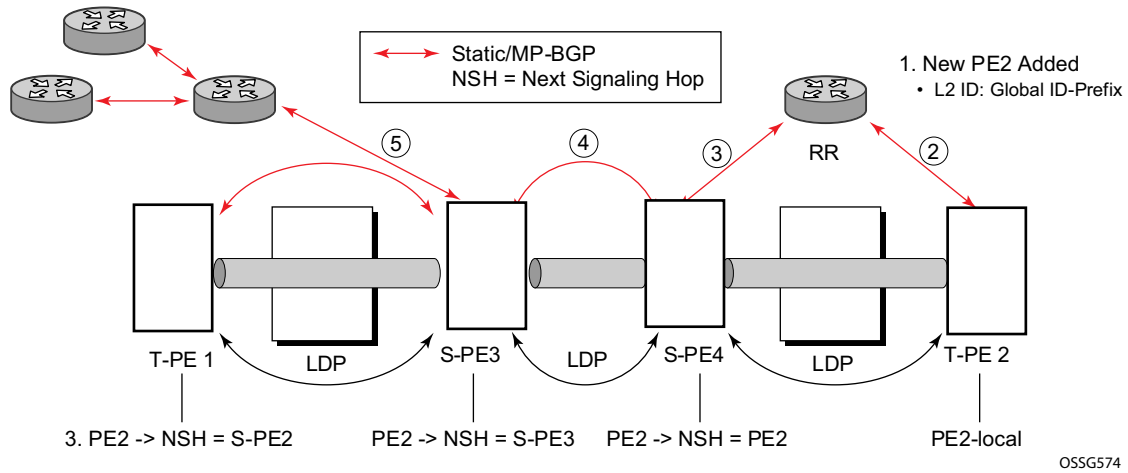 Static/MP-BGP
NSH = Next Signaling Hop
1. New PE2 Added
• L2 ID: Global ID-Prefix
RR
5
4
3
2
T-PE 1
LDP
S-PE3
LDP
S-PE4
LDP
T-PE 2
3. PE2 -> NSH = S-PE2
PE2 -> NSH = S-PE3
PE2 -> NSH = PE2
PE2-local
OSSG574